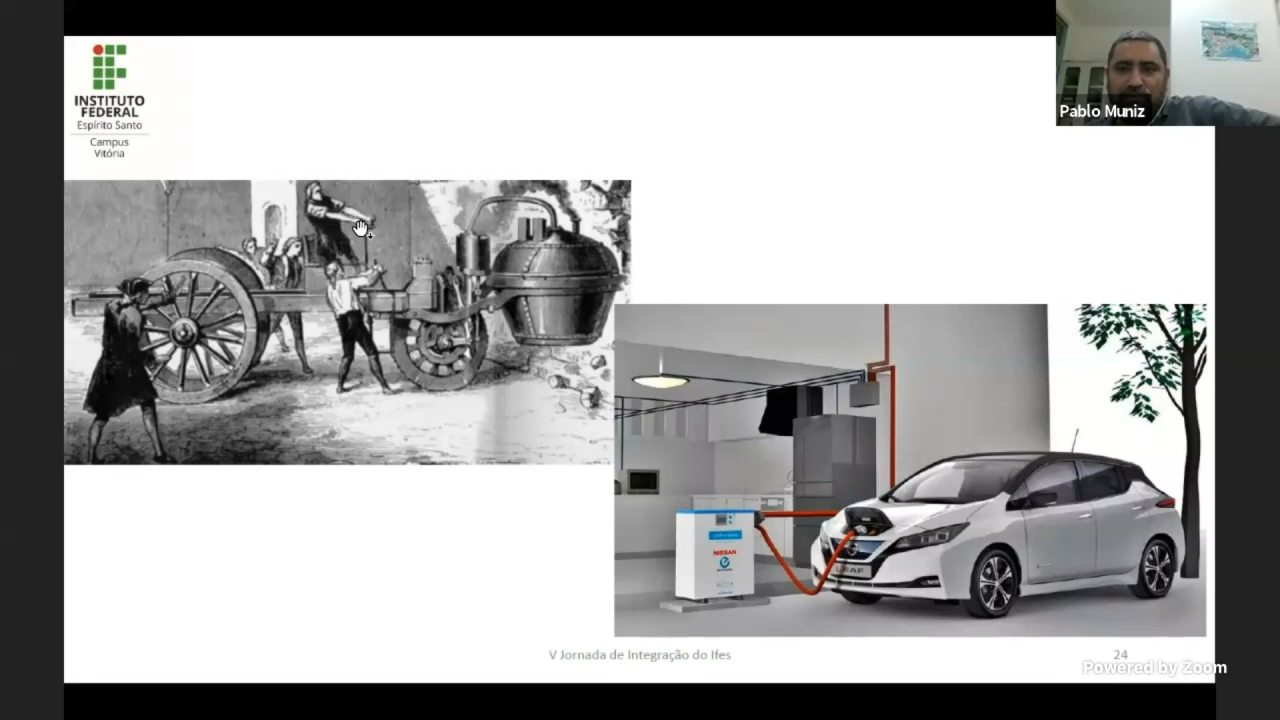 INSTITUTO
FEDERAL
Espírito Santo
Campus
Vitória
Pablo Muniz
NISSAN
LEAF
V Jornada de Integração do Ifes
24
Powered by Zoom